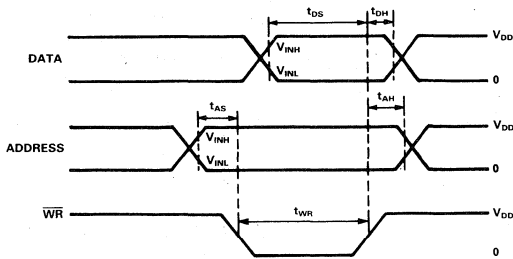 tDS
tDH
DATA
VINH
VINL
VDD
0
tAS
tAH
ADDRESS
VINH
VINL
VDD
0
WR
tWR
VDD
0